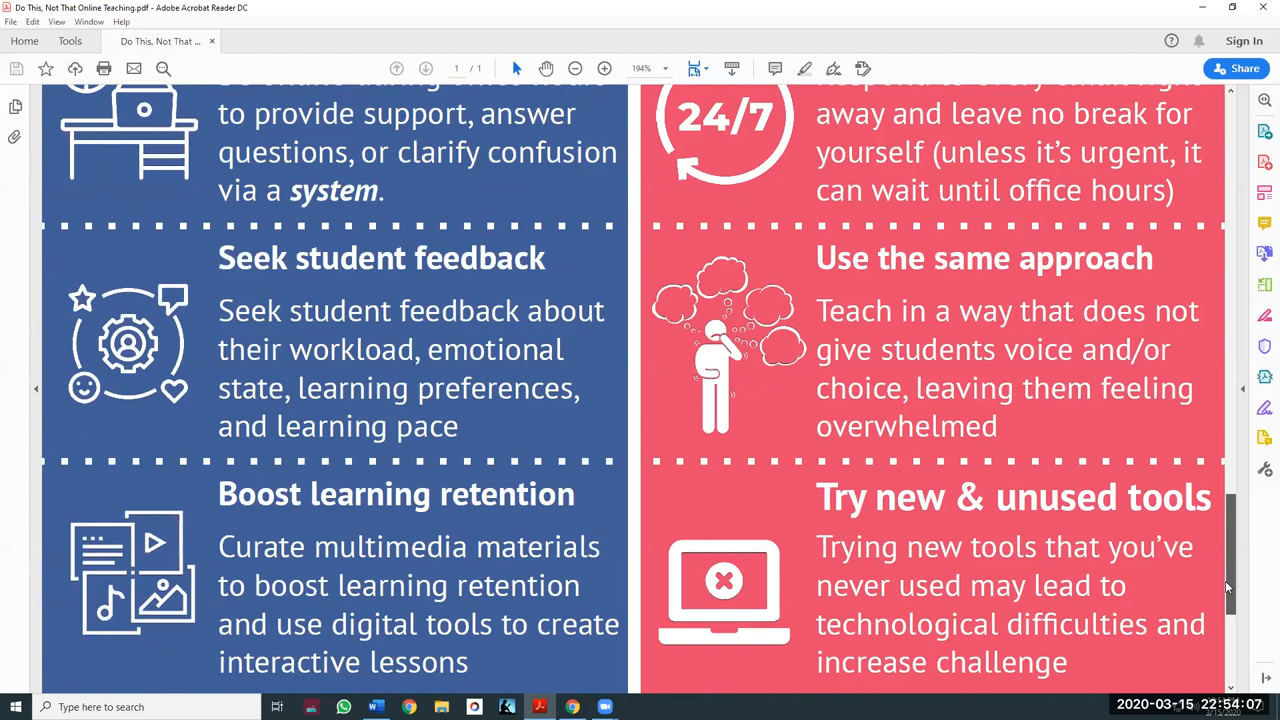 Do This, Not That Online Teaching.pdf - Adobe Acrobat Reader DC
File Edit View Window Help
Home Tools Do This, Not That ... × Sign In
1 / 1 194% Share
to provide support, answer
questions, or clarify confusion
via a system.
24/7
away and leave no break for
yourself (unless it's urgent, it
can wait until office hours)
Seek student feedback
Seek student feedback about
their workload, emotional
state, learning preferences,
and learning pace
Use the same approach
Teach in a way that does not
give students voice and/or
choice, leaving them feeling
overwhelmed
Boost learning retention
Curate multimedia materials
to boost learning retention
and use digital tools to create
interactive lessons
Try new & unused tools
Trying new tools that you've
never used may lead to
technological difficulties and
increase challenge
Type here to search
2020-03-15 22:54:07